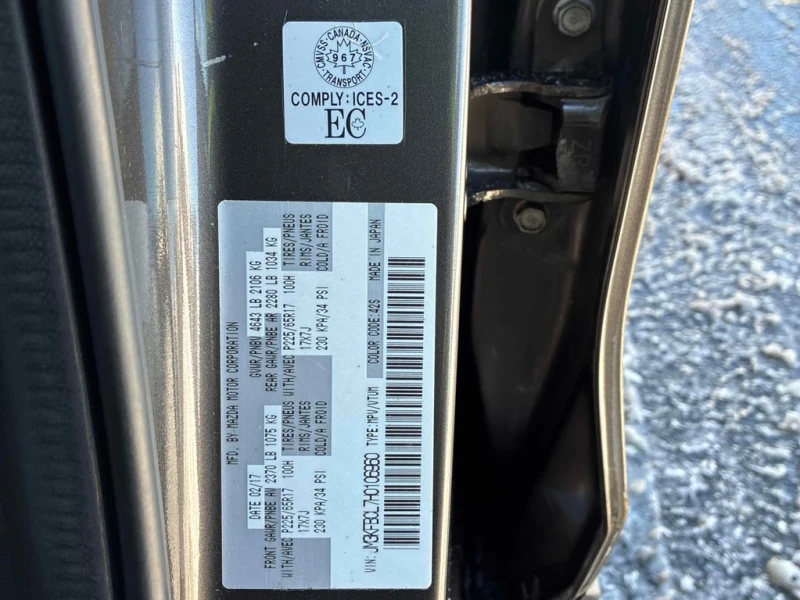 CMVSS · CANADA · NSVAC
967
TRANSPORT
COMPLY: ICES-2
EC
MFD. BY MAZDA MOTOR CORPORATION
DATE 02/17 GVWR/PNBV 4643 LB 2106 KG
FRONT GAWR/PNBE AV 2370 LB 1075 KG REAR GAWR/PNBE AR 2280 LB 1034 KG
WITH/AVEC P225/65R17 100H TIRES/PNEUS WITH/AVEC P225/65R17 100H TIRES/PNEUS
17X7J RIMS/JANTES 17X7J RIMS/JANTES
230 KPA/34 PSI COLD/A FROID 230 KPA/34 PSI COLD/A FROID
VIN: TYPE:MPV/VTUM COLOR CODE:42S MADE IN JAPAN
ZR